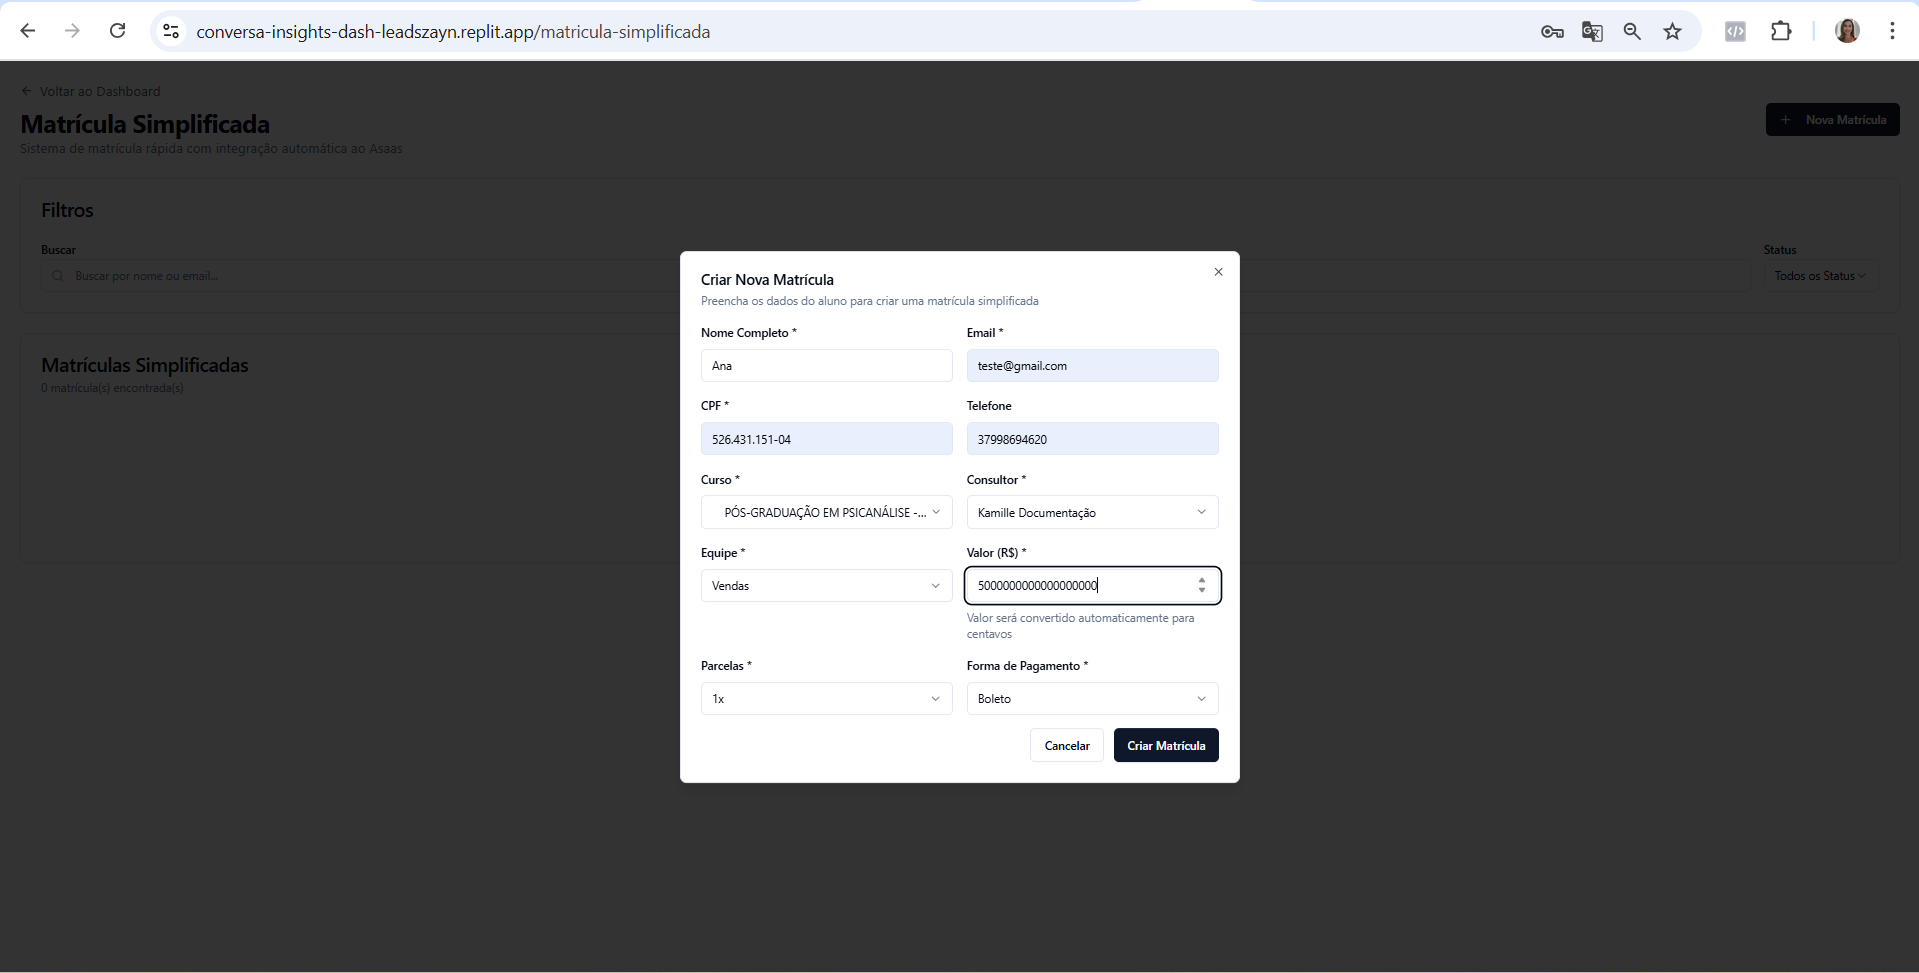 conversa-insights-dash-leadszayn.replit.app/matricula-simplificada
Voltar ao Dashboard
Matrícula Simplificada
Sistema de matrícula rápida com integração automática ao Asaas
+ Nova Matrícula
Filtros
Buscar
Buscar por nome ou email...
Status
Todos os Status
Matrículas Simplificadas
0 matrícula(s) encontrada(s)
Criar Nova Matrícula
Preencha os dados do aluno para criar uma matrícula simplificada
Nome Completo *
Ana
Email *
teste@gmail.com
CPF *
526.431.151-04
Telefone
37998694620
Curso *
PÓS-GRADUAÇÃO EM PSICANÁLISE -...
Consultor *
Kamille Documentação
Equipe *
Vendas
Valor (R$) *
5000000000000000000
Valor será convertido automaticamente para
centavos
Parcelas *
1x
Forma de Pagamento *
Boleto
Cancelar
Criar Matrícula